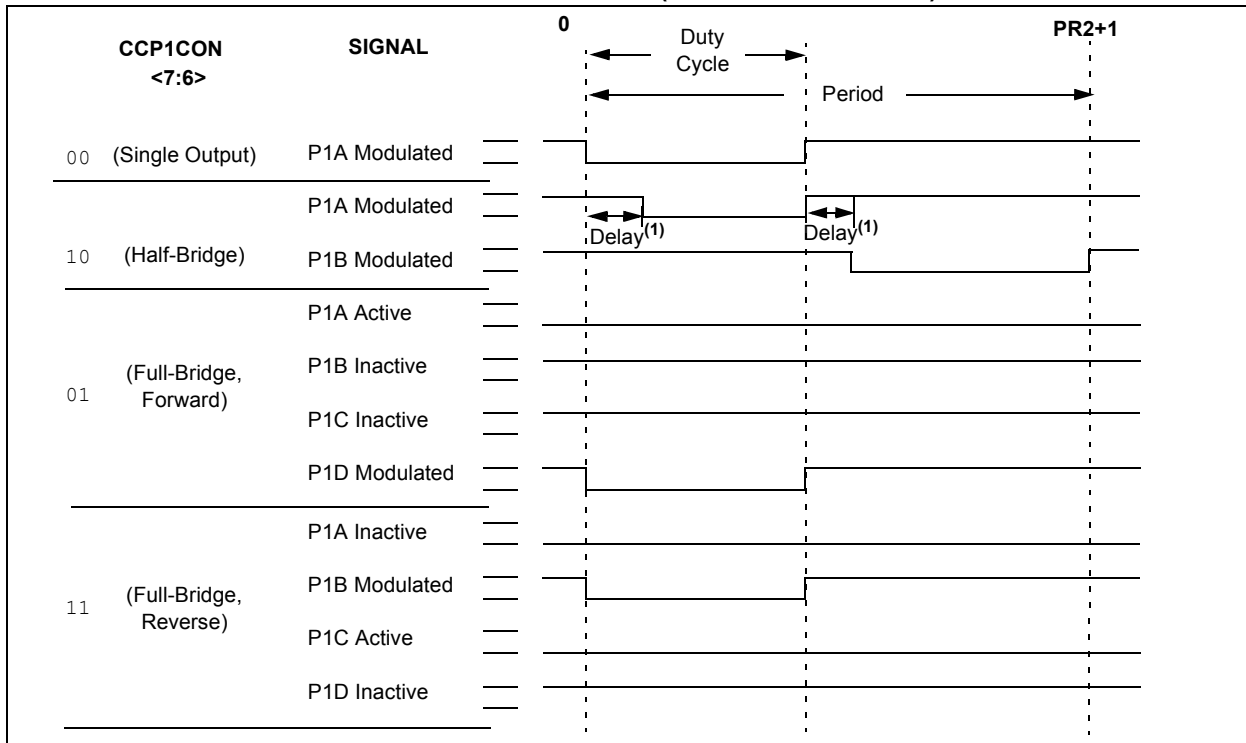 0
PR2+1
CCP1CON
<7:6>
SIGNAL
Duty
Cycle
Period
00 (Single Output) P1A Modulated
P1A Modulated
Delay(1)
Delay(1)
10 (Half-Bridge) P1B Modulated
P1A Active
P1B Inactive
01 (Full-Bridge,
Forward)
P1C Inactive
P1D Modulated
P1A Inactive
P1B Modulated
11 (Full-Bridge,
Reverse)
P1C Active
P1D Inactive